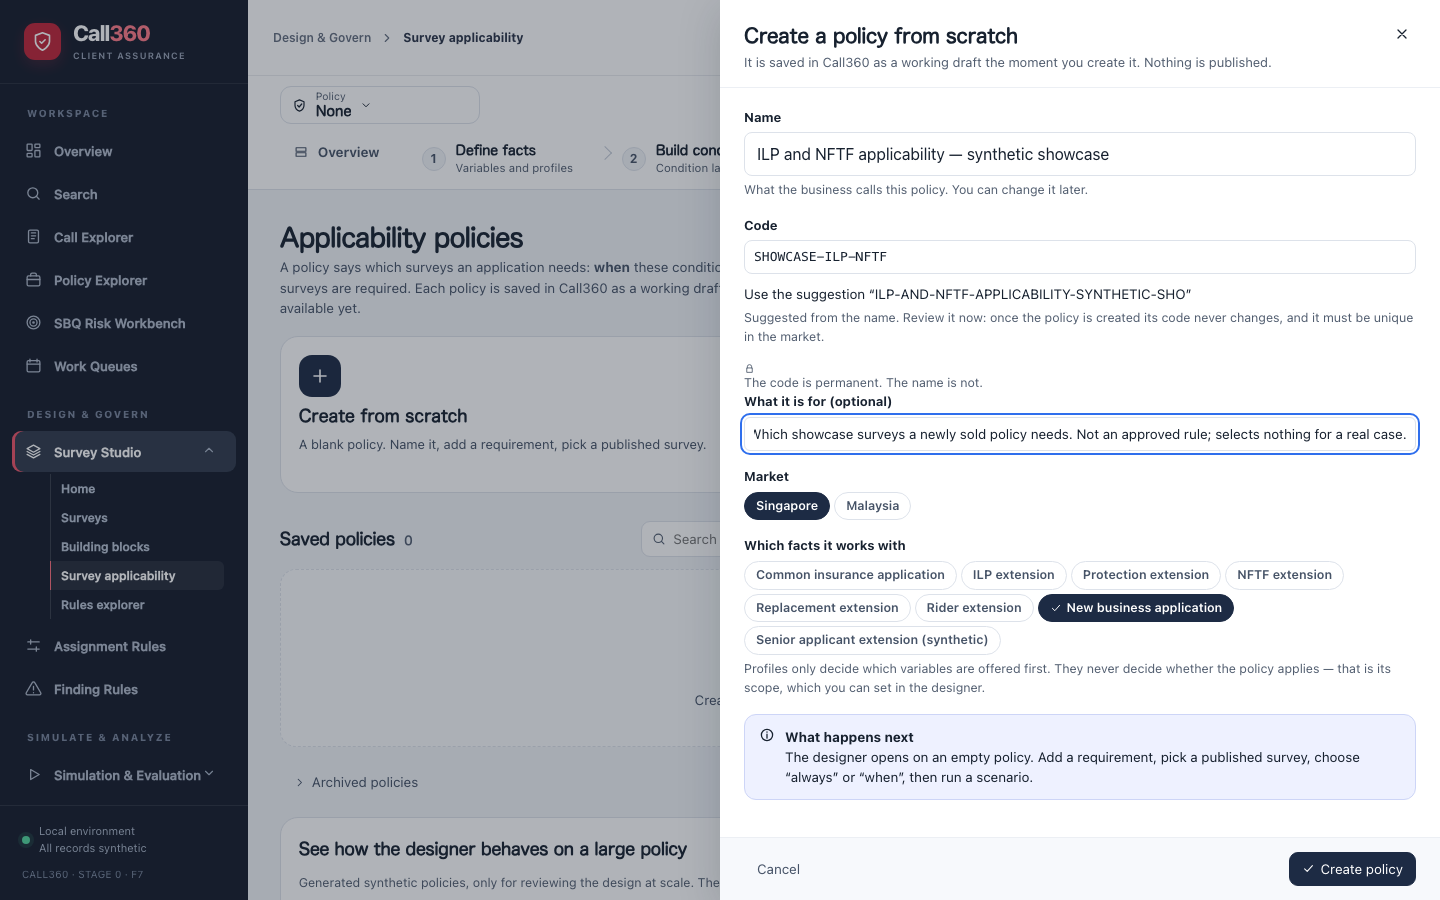 Call360
CLIENT ASSURANCE
WORKSPACE
Overview
Search
Call Explorer
Policy Explorer
SBQ Risk Workbench
Work Queues
DESIGN & GOVERN
Survey Studio
Home
Surveys
Building blocks
Survey applicability
Rules explorer
Assignment Rules
Finding Rules
SIMULATE & ANALYZE
Simulation & Evaluation
Local environment
All records synthetic
CALL360 · STAGE 0 · F7
Design & Govern > Survey applicability
Policy
None
Overview
1 Define facts
Variables and profiles
2 Build con
Condition la
Applicability policies
A policy says which surveys an application needs: when these conditio
surveys are required. Each policy is saved in Call360 as a working draf
available yet.
Create from scratch
A blank policy. Name it, add a requirement, pick a published survey.
Saved policies 0
Search
Crea
Archived policies
See how the designer behaves on a large policy
Generated synthetic policies, only for reviewing the design at scale. The
Create a policy from scratch
It is saved in Call360 as a working draft the moment you create it. Nothing is published.
Name
ILP and NFTF applicability — synthetic showcase
What the business calls this policy. You can change it later.
Code
SHOWCASE-ILP-NFTF
Use the suggestion “ILP-AND-NFTF-APPLICABILITY-SYNTHETIC-SHO”
Suggested from the name. Review it now: once the policy is created its code never changes, and it must be unique
in the market.
The code is permanent. The name is not.
What it is for (optional)
Which showcase surveys a newly sold policy needs. Not an approved rule; selects nothing for a real case.
Market
Singapore Malaysia
Which facts it works with
Common insurance application ILP extension Protection extension NFTF extension
Replacement extension Rider extension New business application
Senior applicant extension (synthetic)
Profiles only decide which variables are offered first. They never decide whether the policy applies — that is its
scope, which you can set in the designer.
What happens next
The designer opens on an empty policy. Add a requirement, pick a published survey, choose
“always” or “when”, then run a scenario.
Cancel
Create policy